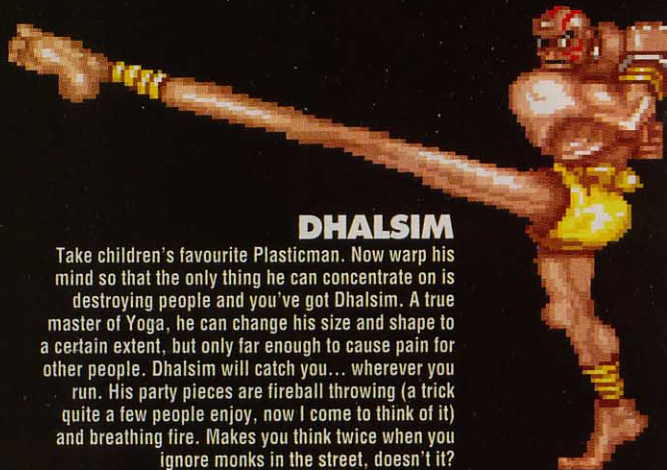 DHALSIM
Take children's favourite Plasticman. Now warp his
mind so that the only thing he can concentrate on is
destroying people and you've got Dhalsim. A true
master of Yoga, he can change his size and shape to
a certain extent, but only far enough to cause pain for
other people. Dhalsim will catch you... wherever you
run. His party pieces are fireball throwing (a trick
quite a few people enjoy, now I come to think of it)
and breathing fire. Makes you think twice when you
ignore monks in the street, doesn't it?